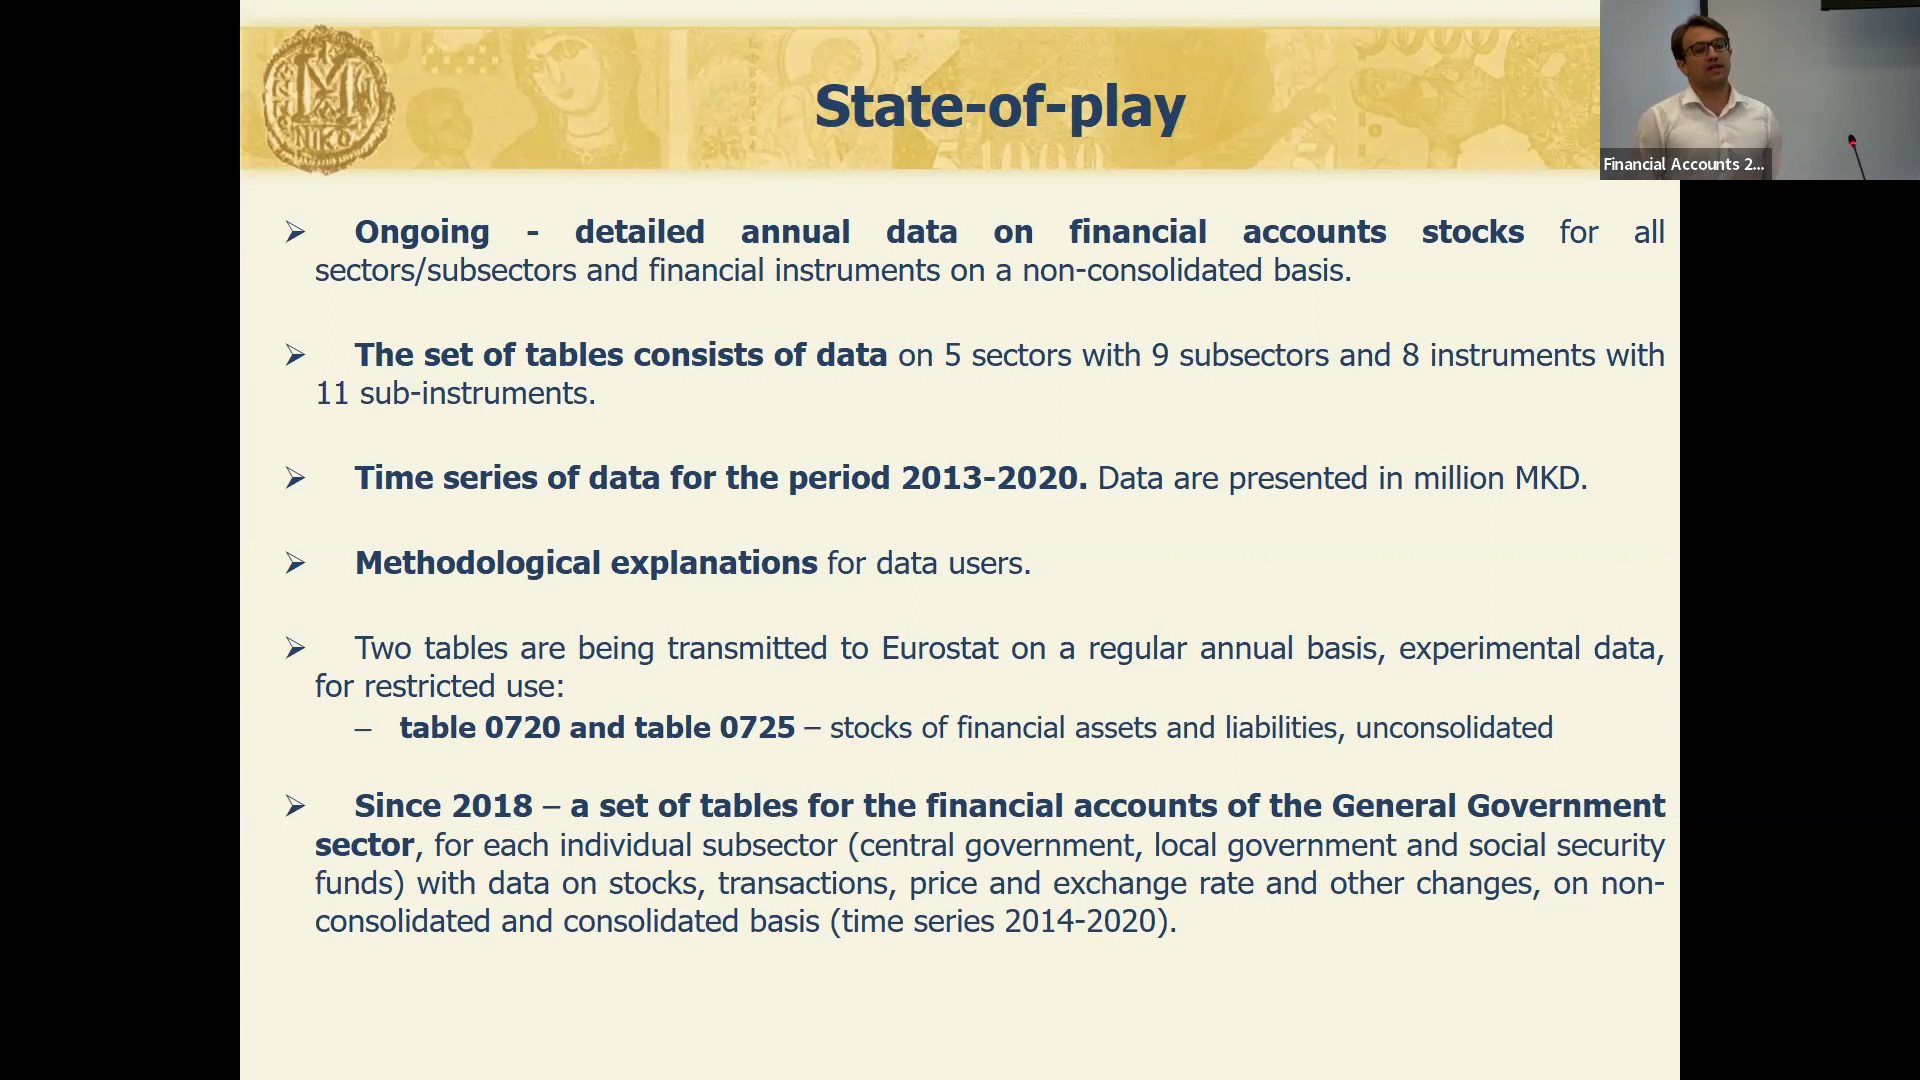 State-of-play
Financial Accounts 2...
➢ Ongoing - detailed annual data on financial accounts stocks for all
sectors/subsectors and financial instruments on a non-consolidated basis.
➢ The set of tables consists of data on 5 sectors with 9 subsectors and 8 instruments with
11 sub-instruments.
➢ Time series of data for the period 2013-2020. Data are presented in million MKD.
➢ Methodological explanations for data users.
➢ Two tables are being transmitted to Eurostat on a regular annual basis, experimental data,
for restricted use:
– table 0720 and table 0725 – stocks of financial assets and liabilities, unconsolidated
➢ Since 2018 – a set of tables for the financial accounts of the General Government
sector, for each individual subsector (central government, local government and social security
funds) with data on stocks, transactions, price and exchange rate and other changes, on non-
consolidated and consolidated basis (time series 2014-2020).